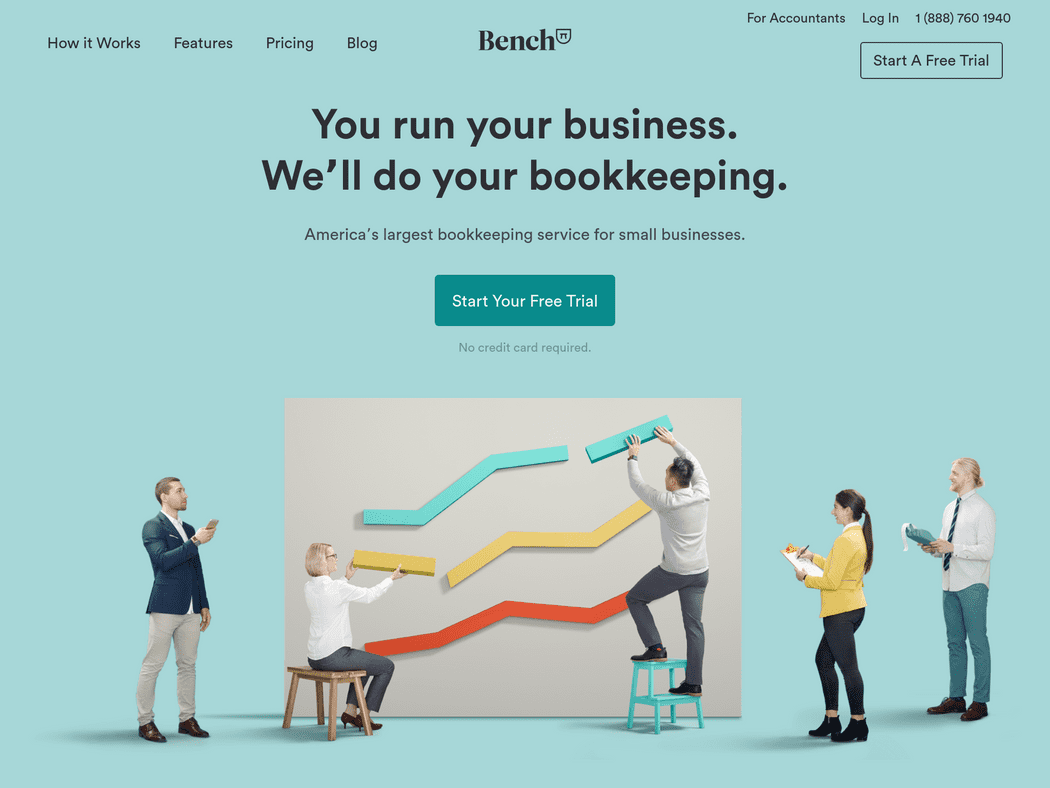 For Accountants Log In 1 (888) 760 1940
How it Works Features Pricing Blog
Bench
Start A Free Trial
You run your business.
We’ll do your bookkeeping.
America’s largest bookkeeping service for small businesses.
Start Your Free Trial
No credit card required.